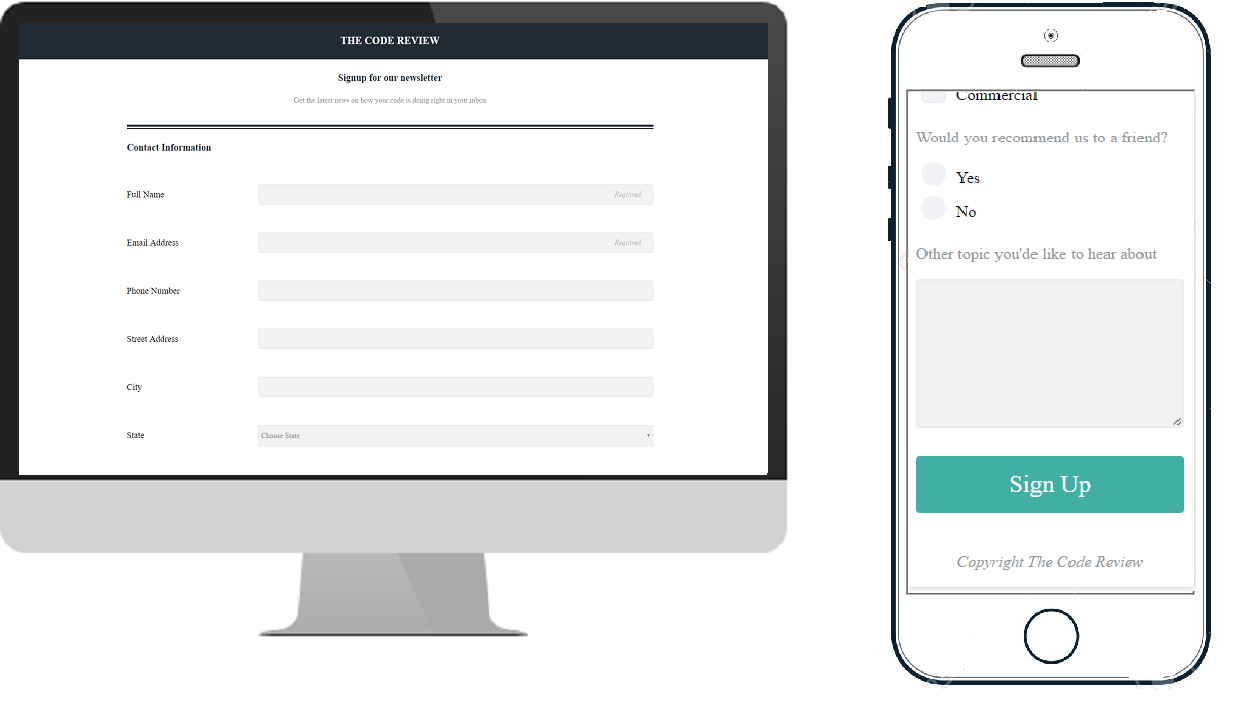 THE CODE REVIEW
Signup for our newsletter
Get the latest news on how your code is doing right in your inbox
Contact Information
Full Name
Required
Email Address
Required
Phone Number
Street Address
City
State
Choose State
Commercial
Would you recommend us to a friend?
Yes
No
Other topic you'de like to hear about
Sign Up
Copyright The Code Review